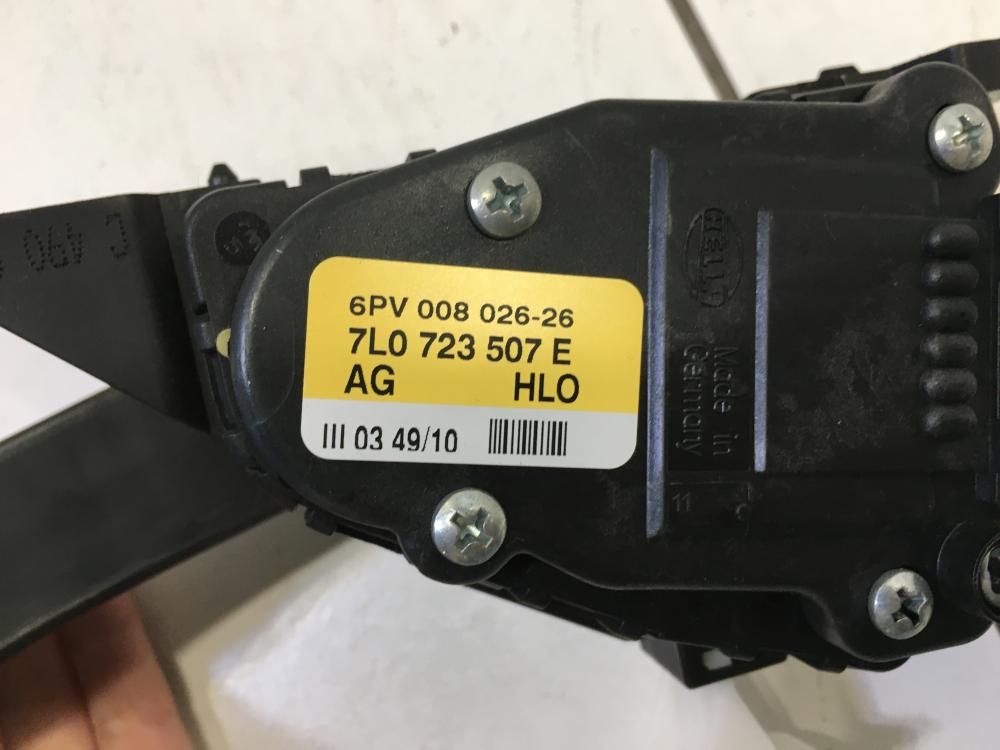 6PV 008 026-26
7L0 723 507 E
AG HLO
III 03 49/10
HELLA
Made in
Germany